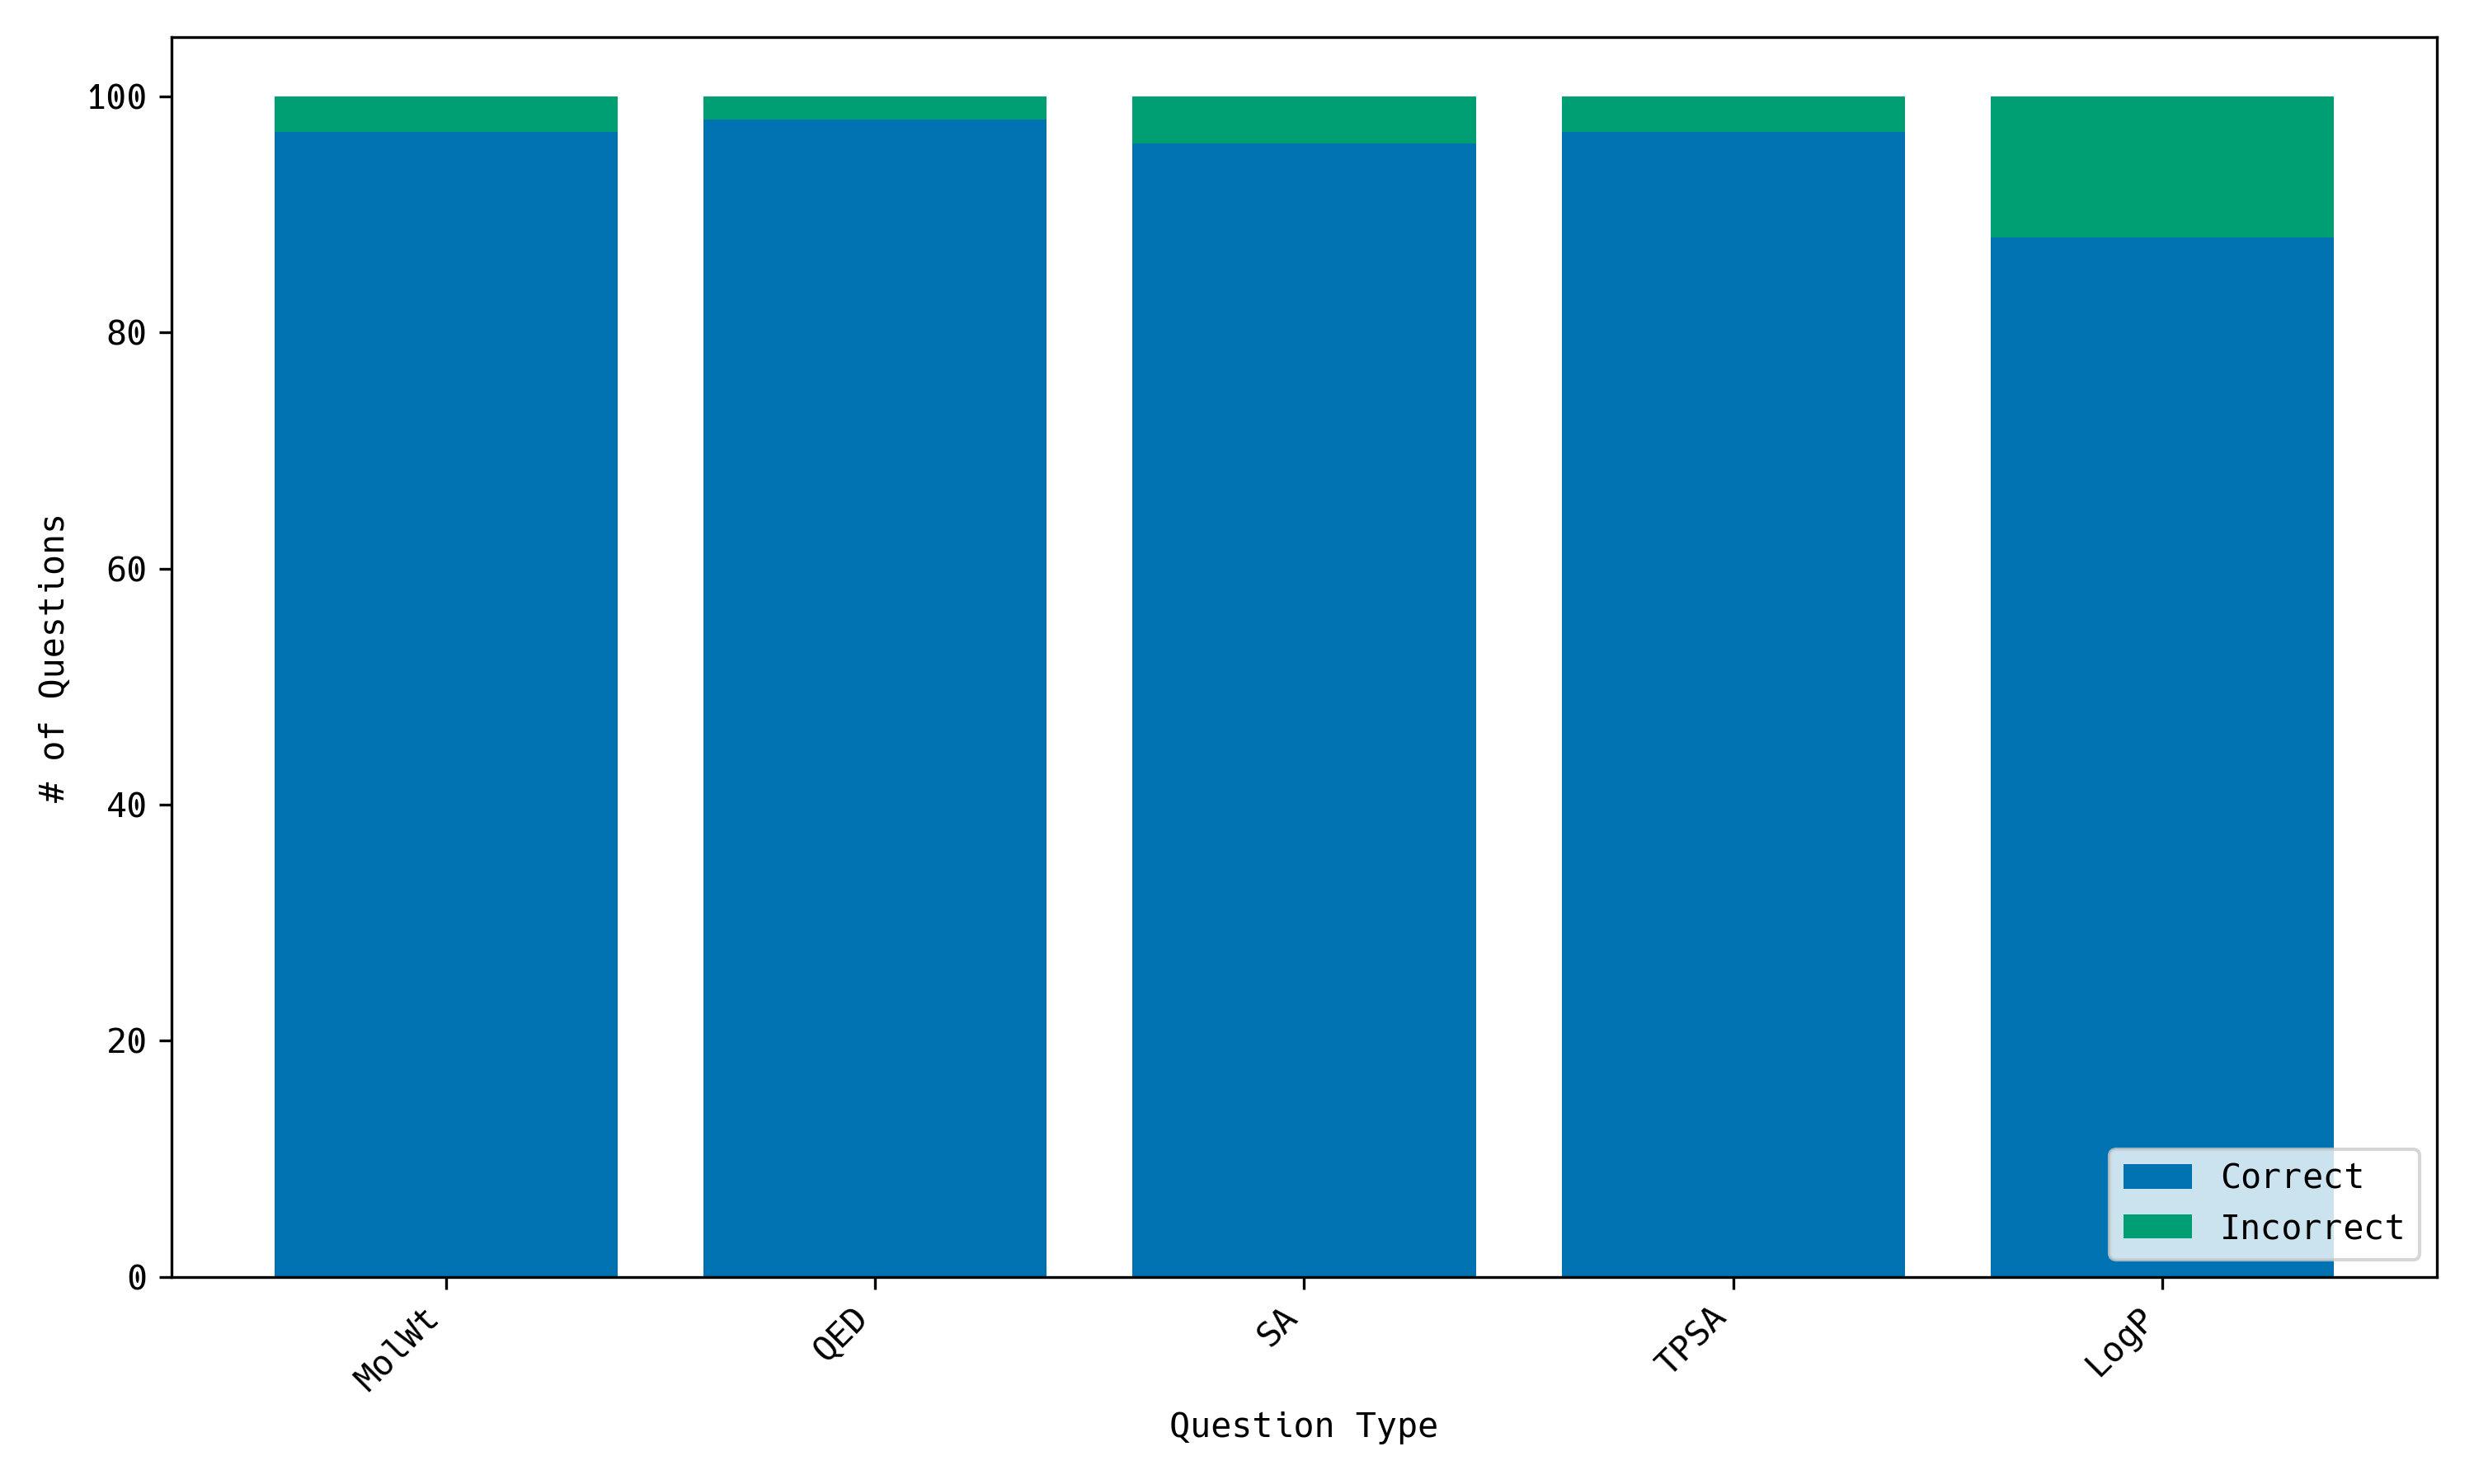 # of Questions
100
80
60
40
20
0
MolWt
QED
SA
TPSA
LogP
Question Type
Correct
Incorrect